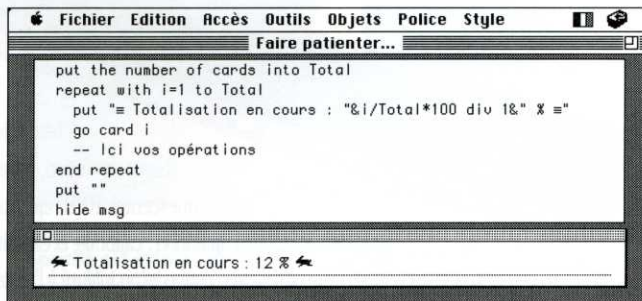 Fichier Edition Accès Outils Objets Police Style
Faire patienter...
put the number of cards into Total
repeat with i=1 to Total
put "≡ Totalisation en cours : "&i/Total*100 div 1&" % ≡"
go card i
-- Ici vos opérations
end repeat
put ""
hide msg
Totalisation en cours : 12 %